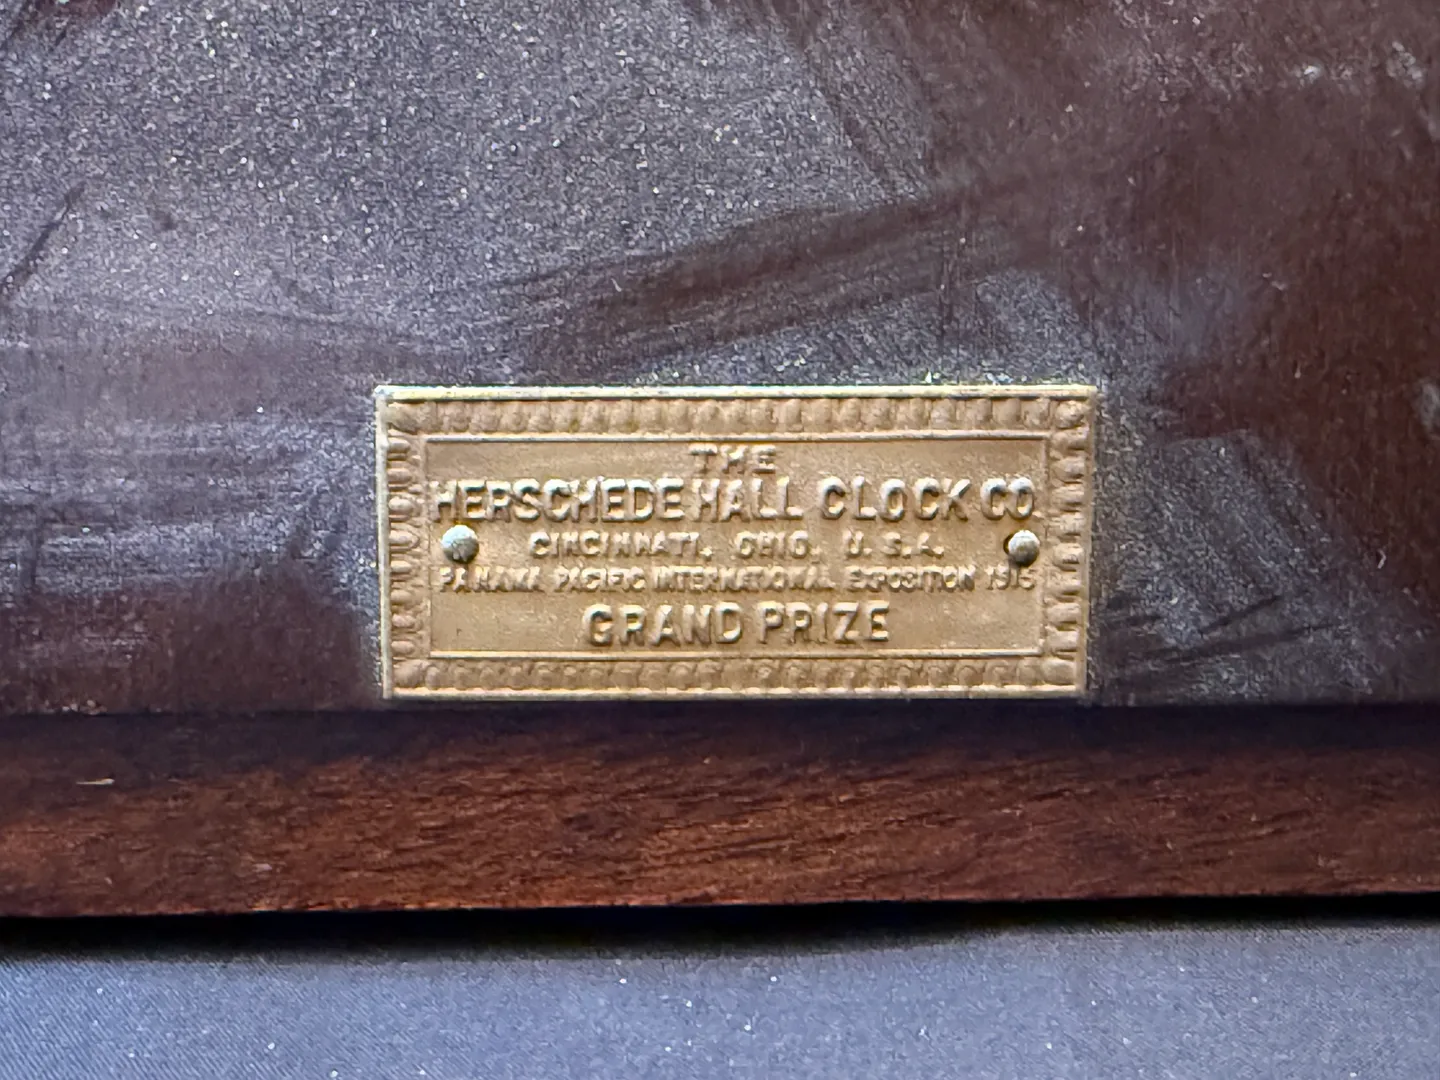 THE
HERSCHEDE HALL CLOCK CO.
CINCINNATI, OHIO, U.S.A.
PANAMA PACIFIC INTERNATIONAL EXPOSITION 1915
GRAND PRIZE